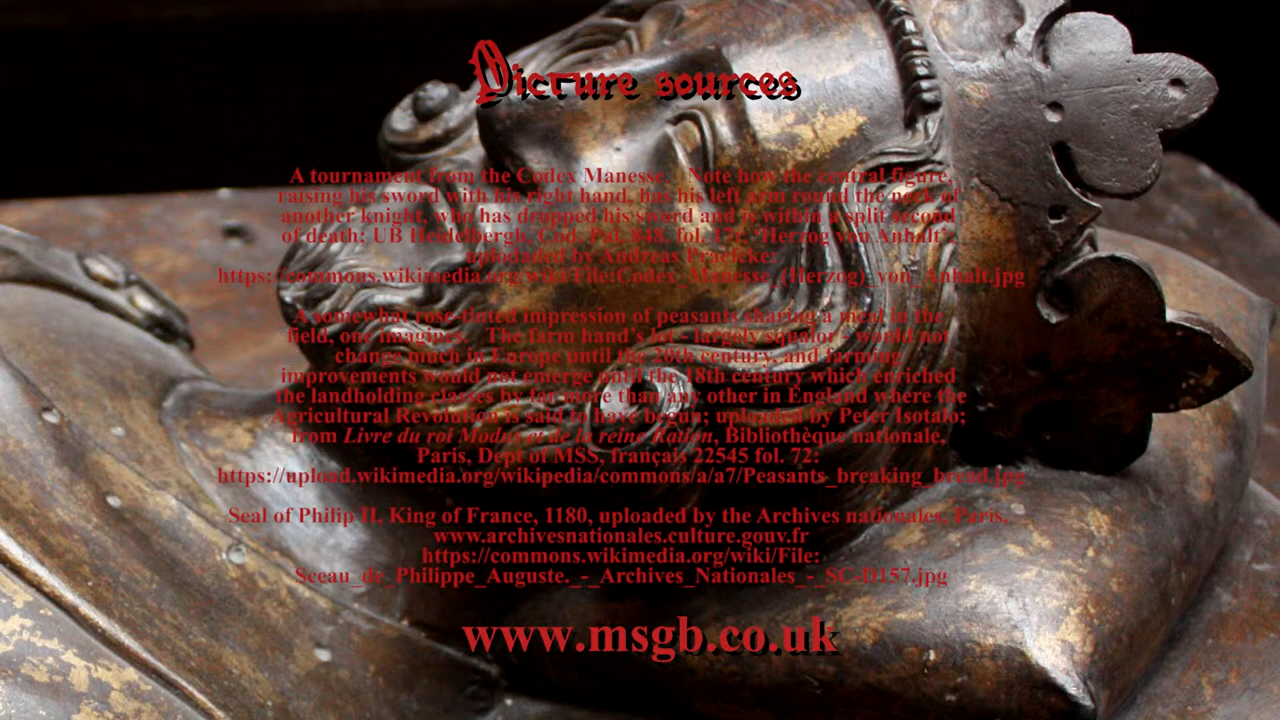 Picture sources
A tournament from the Codex Manesse. Note how the central figure,
raising his sword with his right hand, has his left arm round the neck of
another knight, who has dropped his sword and is within a split second
of death; UB Heidelbergh, Cod. Pal. 848, fol. 17r, "Herzog von Anhalt";
uplodaded by Andreas Praefcke:
https://commons.wikimedia.org/wiki/File:Codex_Manesse_(Herzog)_von_Anhalt.jpg
A somewhat rose-tinted impression of peasants sharing a meal in the
field, one imagines. The farm hand's lot - largely squalor - would not
change much in Europe until the 20th century, and farming
improvements would not emerge until the 18th century which enriched
the landholding classes by far more than any other in England where the
Agricultural Revolution is said to have begun; uploaded by Peter Isotalo;
from Livre du roi Modus et de la reine Ration, Bibliothèque nationale,
Paris, Dept of MSS, français 22545 fol. 72:
https://upload.wikimedia.org/wikipedia/commons/a/a7/Peasants_breaking_bread.jpg
Seal of Philip II, King of France, 1180, uploaded by the Archives nationales, Paris,
www.archivesnationales.culture.gouv.fr
https://commons.wikimedia.org/wiki/File:
Sceau_de_Philippe_Auguste._-_Archives_Nationales_-_SC-D157.jpg
www.msgb.co.uk